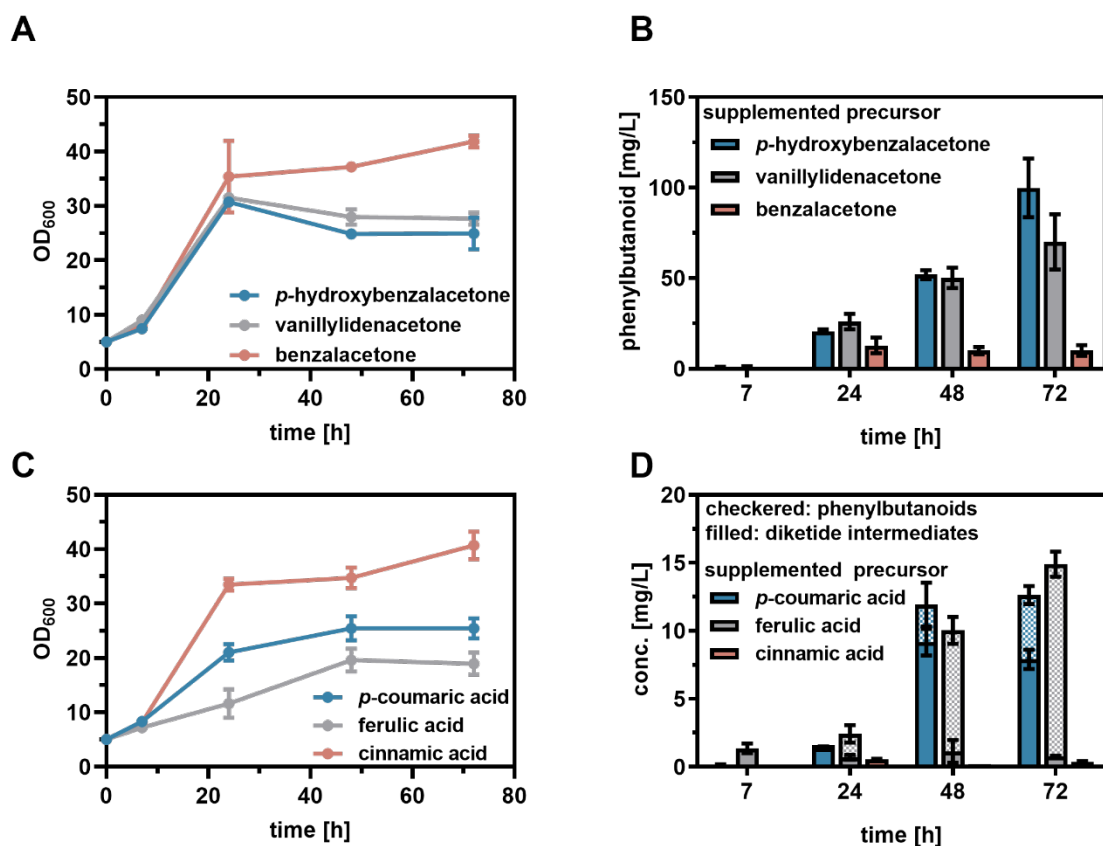 A
50
40
30
20
10
0
OD600
p-hydroxybenzalacetone
vanillylidenacetone
benzalacetone
0 20 40 60 80
time [h]
B
150
100
50
0
phenylbutanoid [mg/L]
supplemented precursor
p-hydroxybenzalacetone
vanillylidenacetone
benzalacetone
7 24 48 72
time [h]
C
50
40
30
20
10
0
OD600
p-coumaric acid
ferulic acid
cinnamic acid
0 20 40 60 80
time [h]
D
20
15
10
5
0
conc. [mg/L]
checkered: phenylbutanoids
filled: diketide intermediates
supplemented precursor
p-coumaric acid
ferulic acid
cinnamic acid
7 24 48 72
time [h]